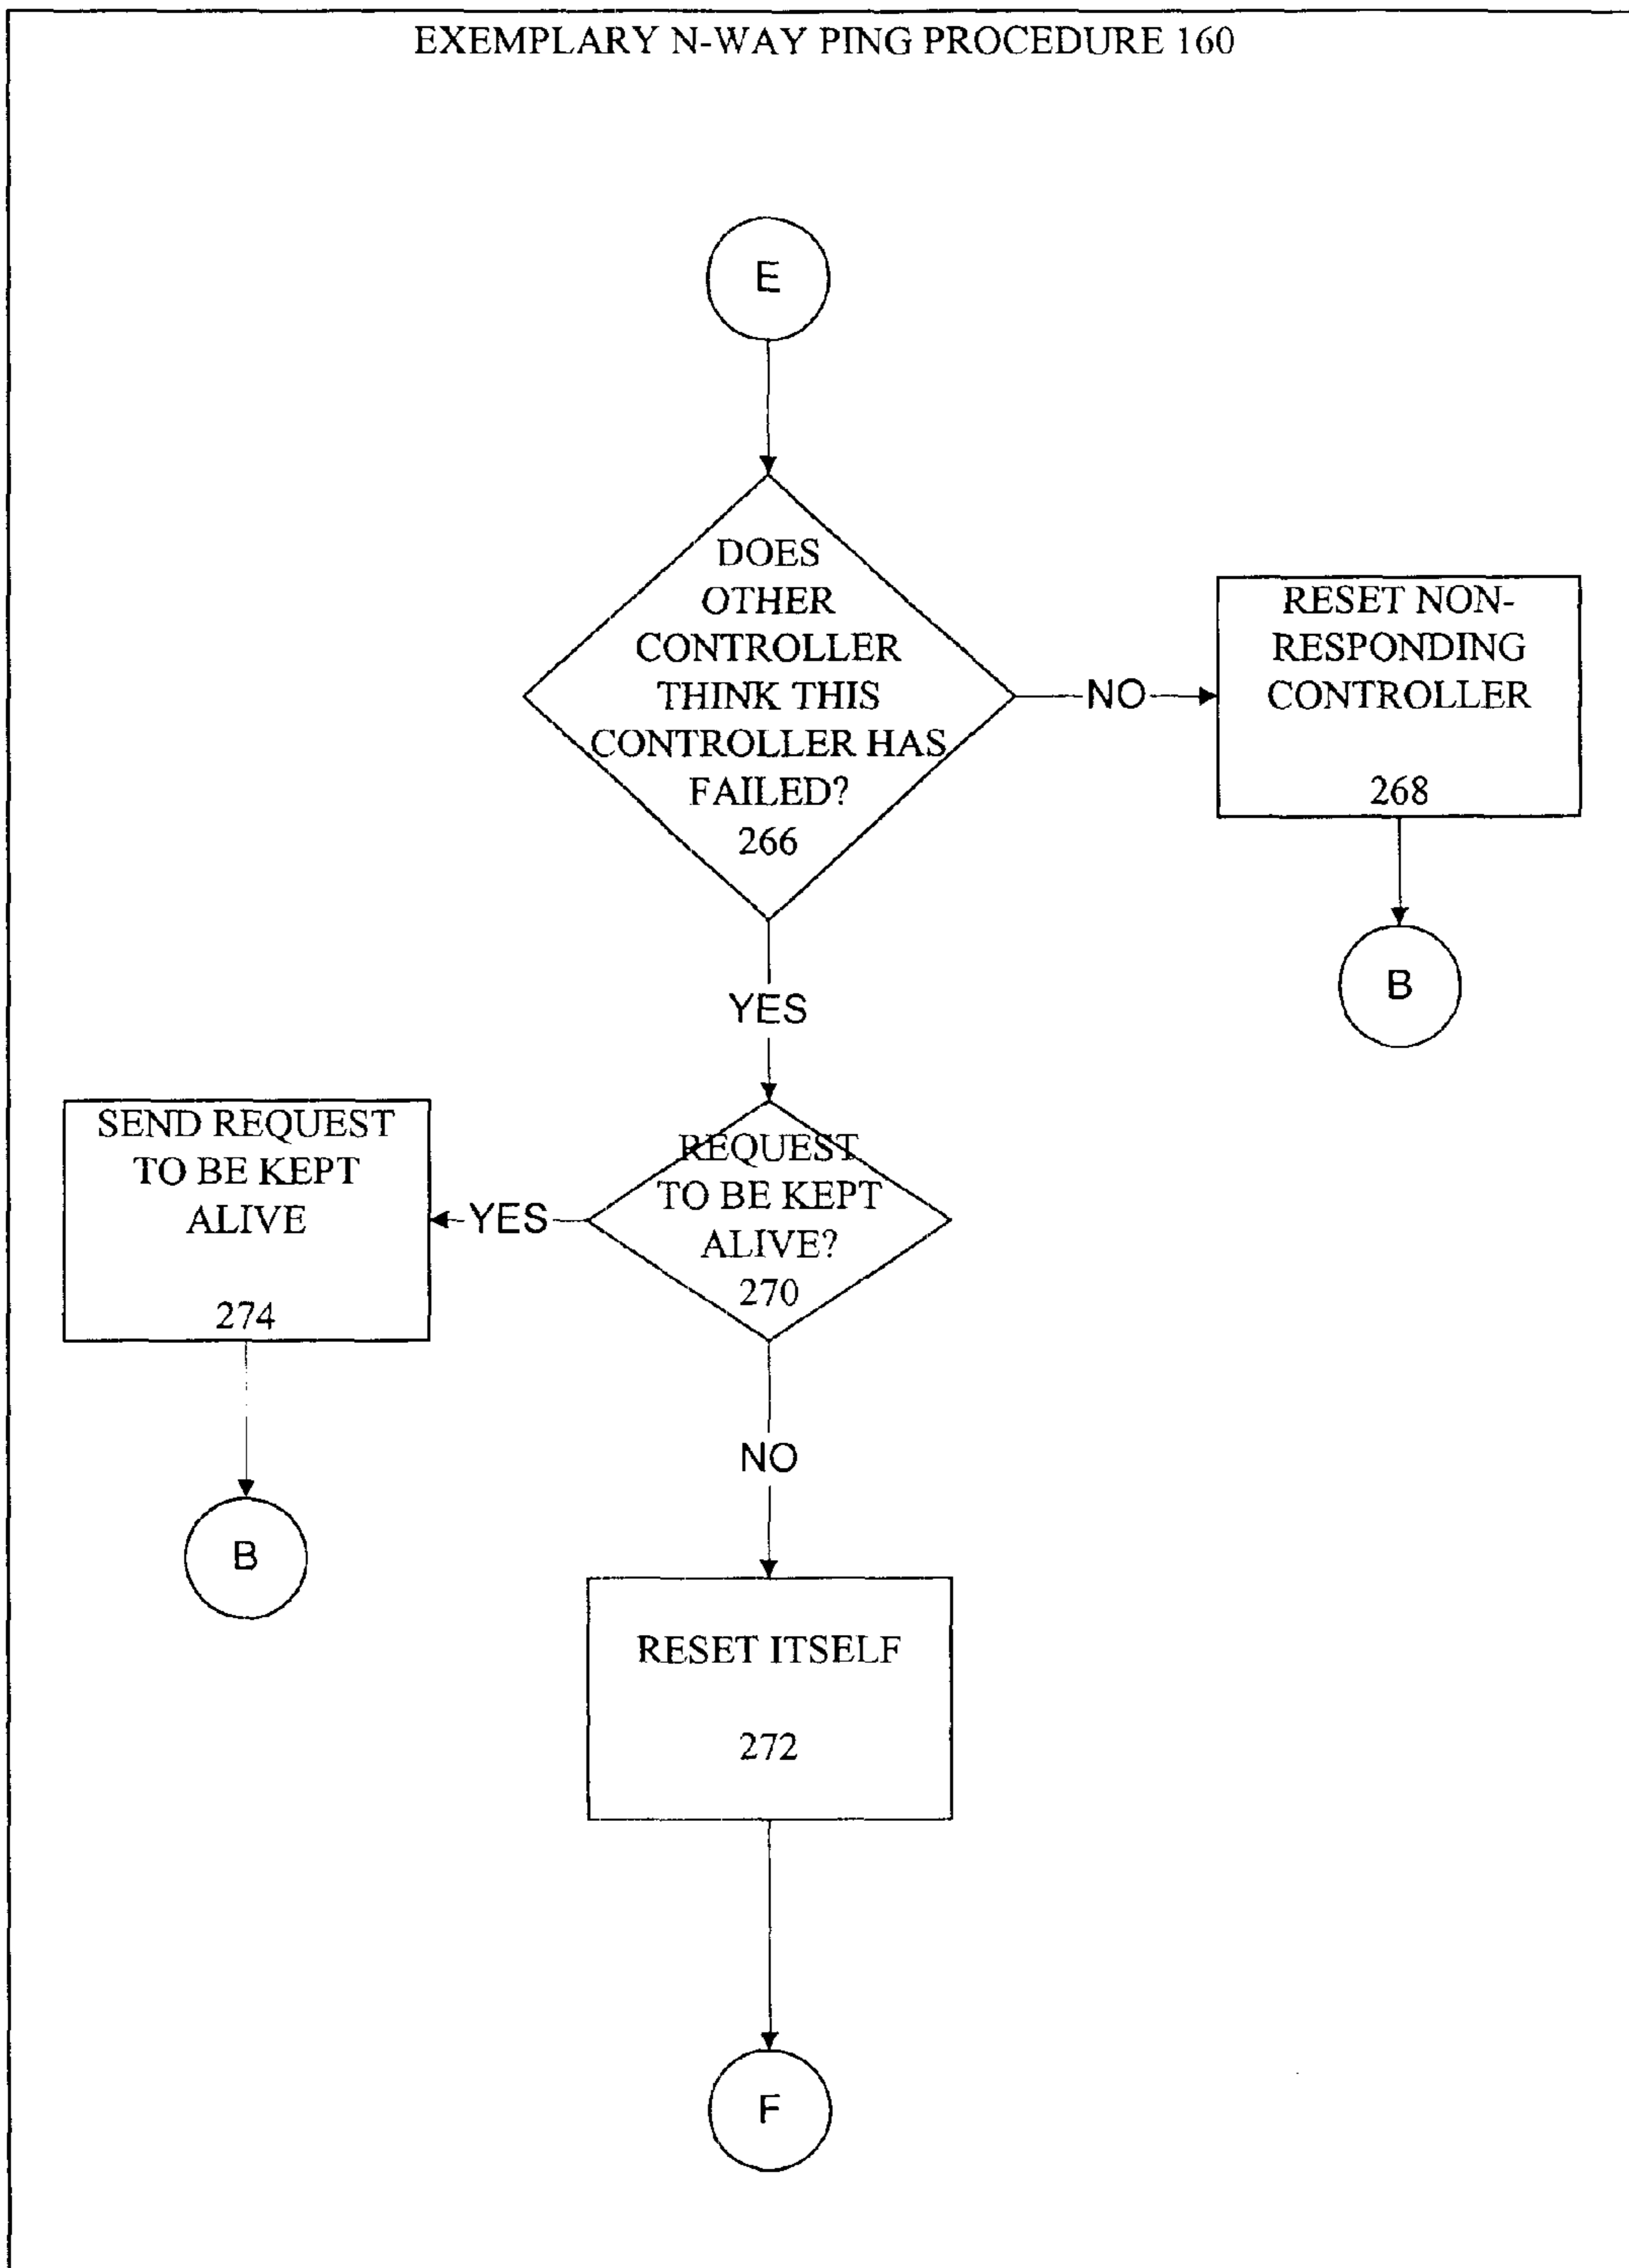 EXEMPLARY N-WAY PING PROCEDURE 160
E
DOES
OTHER
CONTROLLER
THINK THIS
CONTROLLER HAS
FAILED?
266
NO
RESET NON-
RESPONDING
CONTROLLER
268
B
YES
REQUEST
TO BE KEPT
ALIVE?
270
YES
SEND REQUEST
TO BE KEPT
ALIVE
274
B
NO
RESET ITSELF
272
F